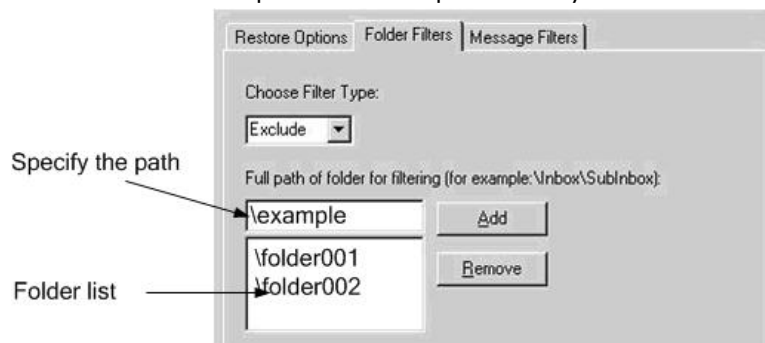 Restore Options Folder Filters Message Filters
Choose Filter Type:
Exclude
Specify the path
Full path of folder for filtering (for example:\Inbox\SubInbox):
\example Add
\folder001
Remove
\folder002
Folder list